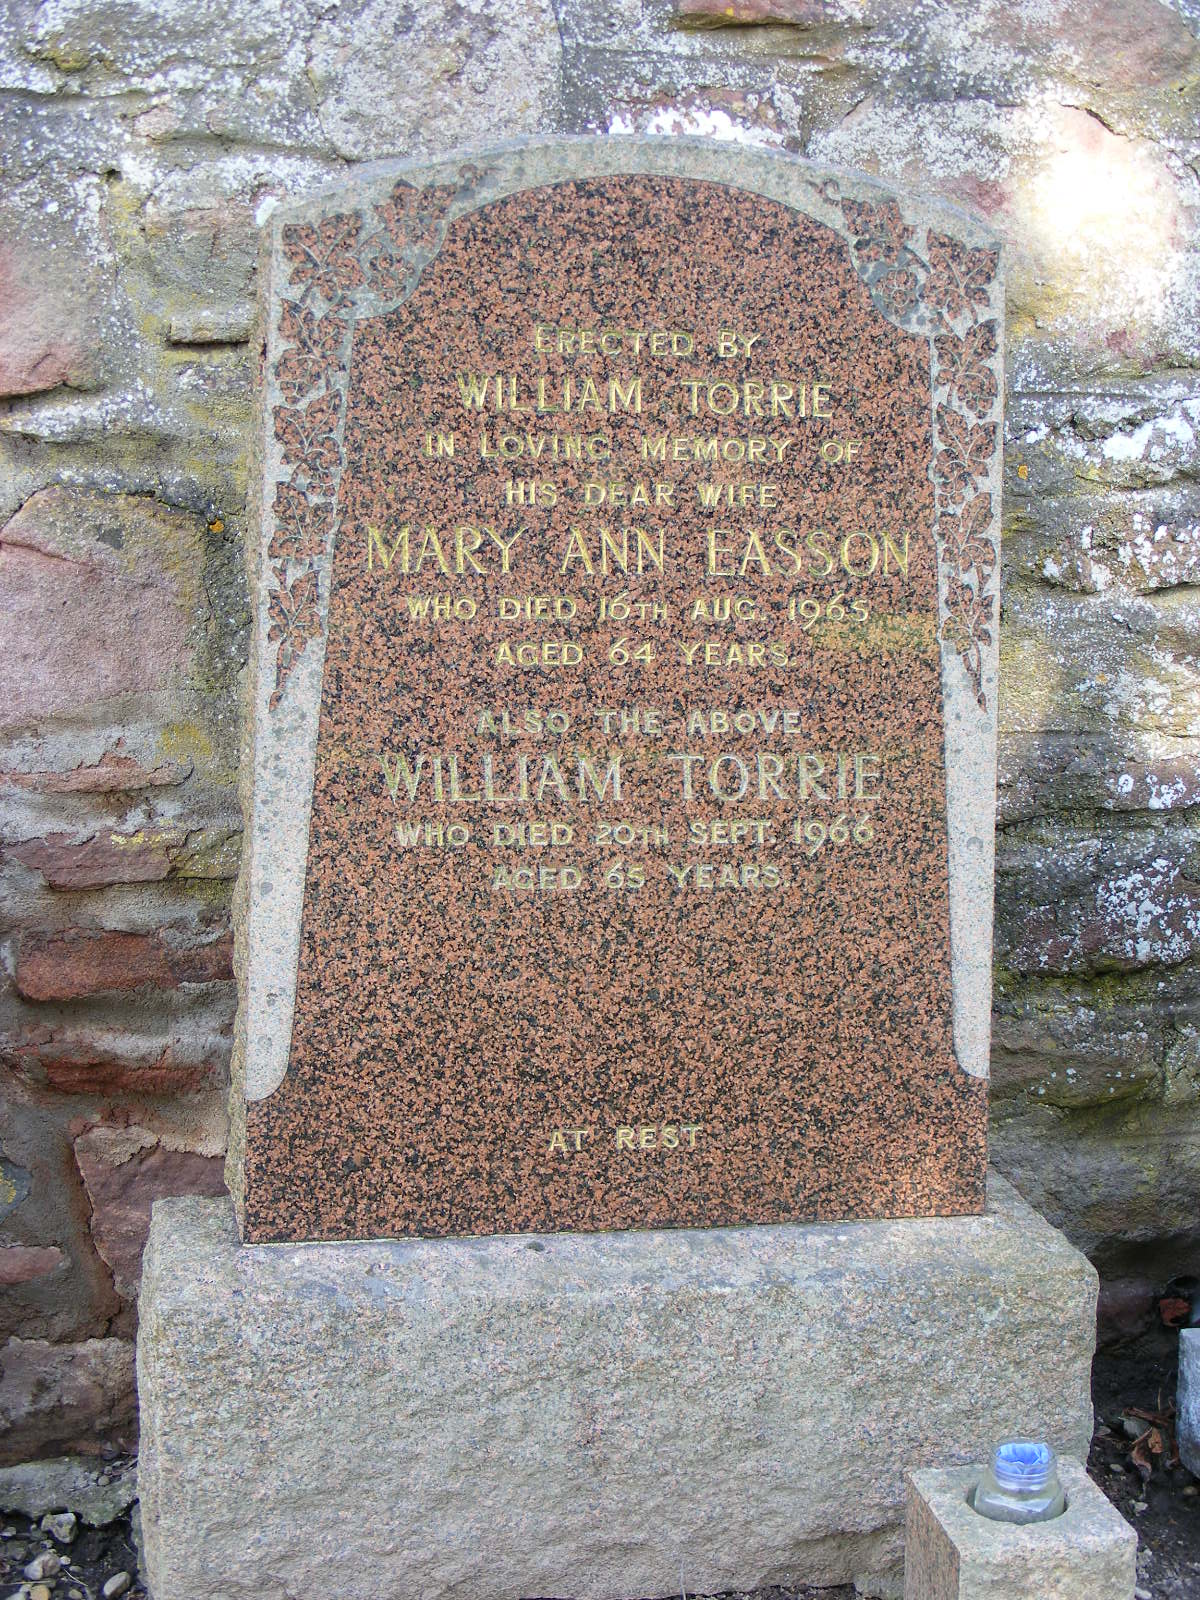 ERECTED BY
WILLIAM TORRIE
IN LOVING MEMORY OF
HIS DEAR WIFE
MARY ANN EASSON
WHO DIED 16TH AUG. 1965
AGED 64 YEARS.
ALSO THE ABOVE
WILLIAM TORRIE
WHO DIED 20TH SEPT. 1966
AGED 65 YEARS.
AT REST